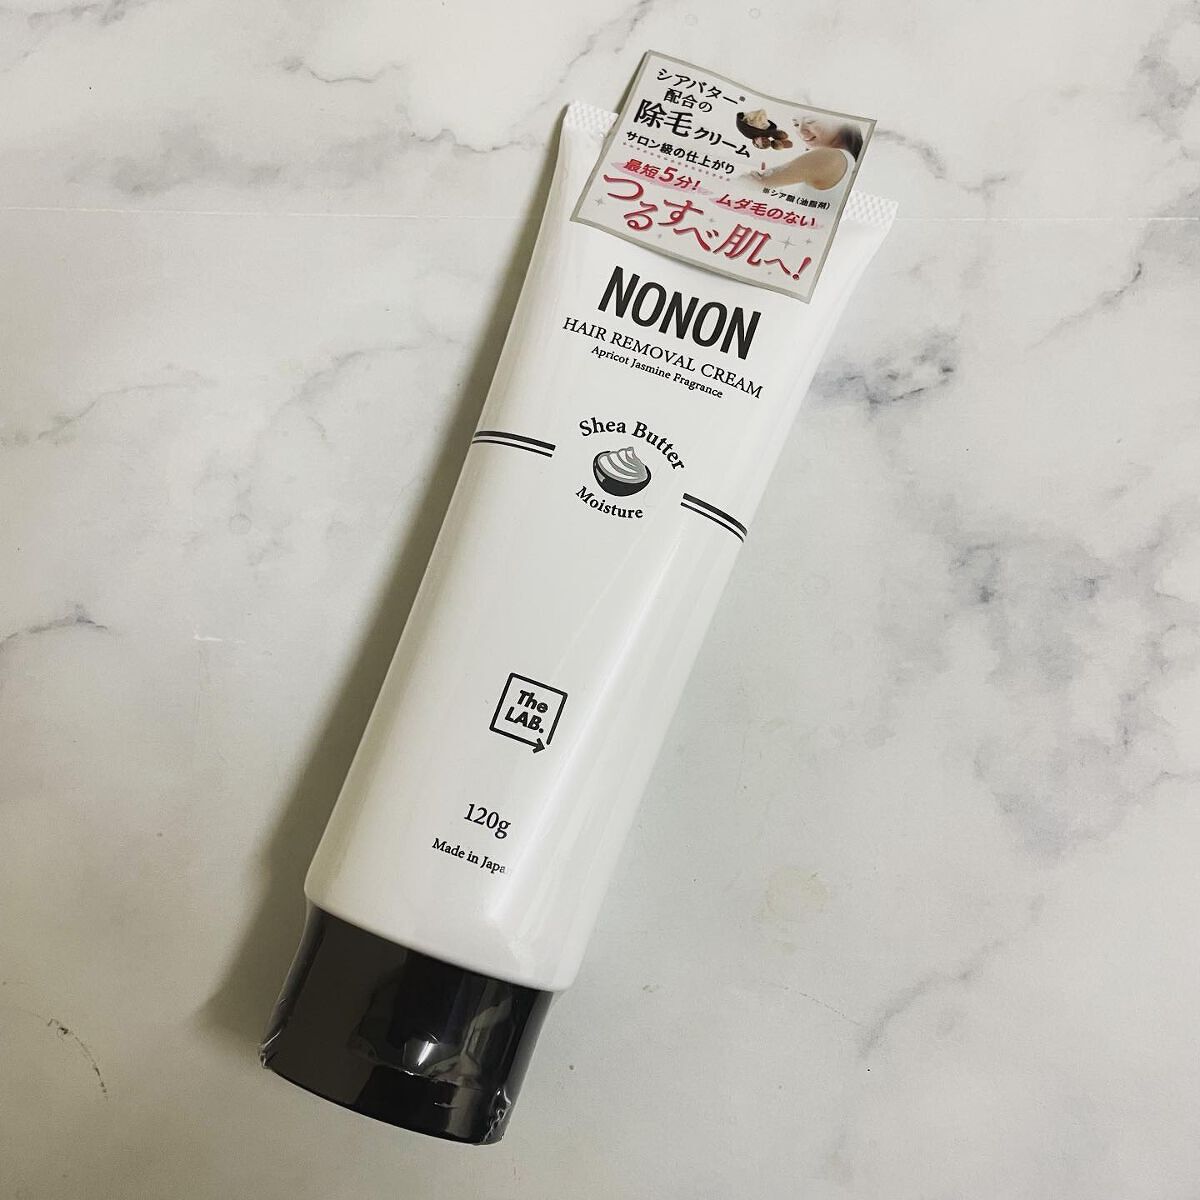 シアバター※
配合の
除毛クリーム
サロン級の仕上がり
※シア脂(油脂剤)
最短5分! ムダ毛のない
つるすべ肌へ!
NONON
HAIR REMOVAL CREAM
Apricot Jasmine Fragrance
Shea Butter
Moisture
The
LAB.
120g
Made in Japa